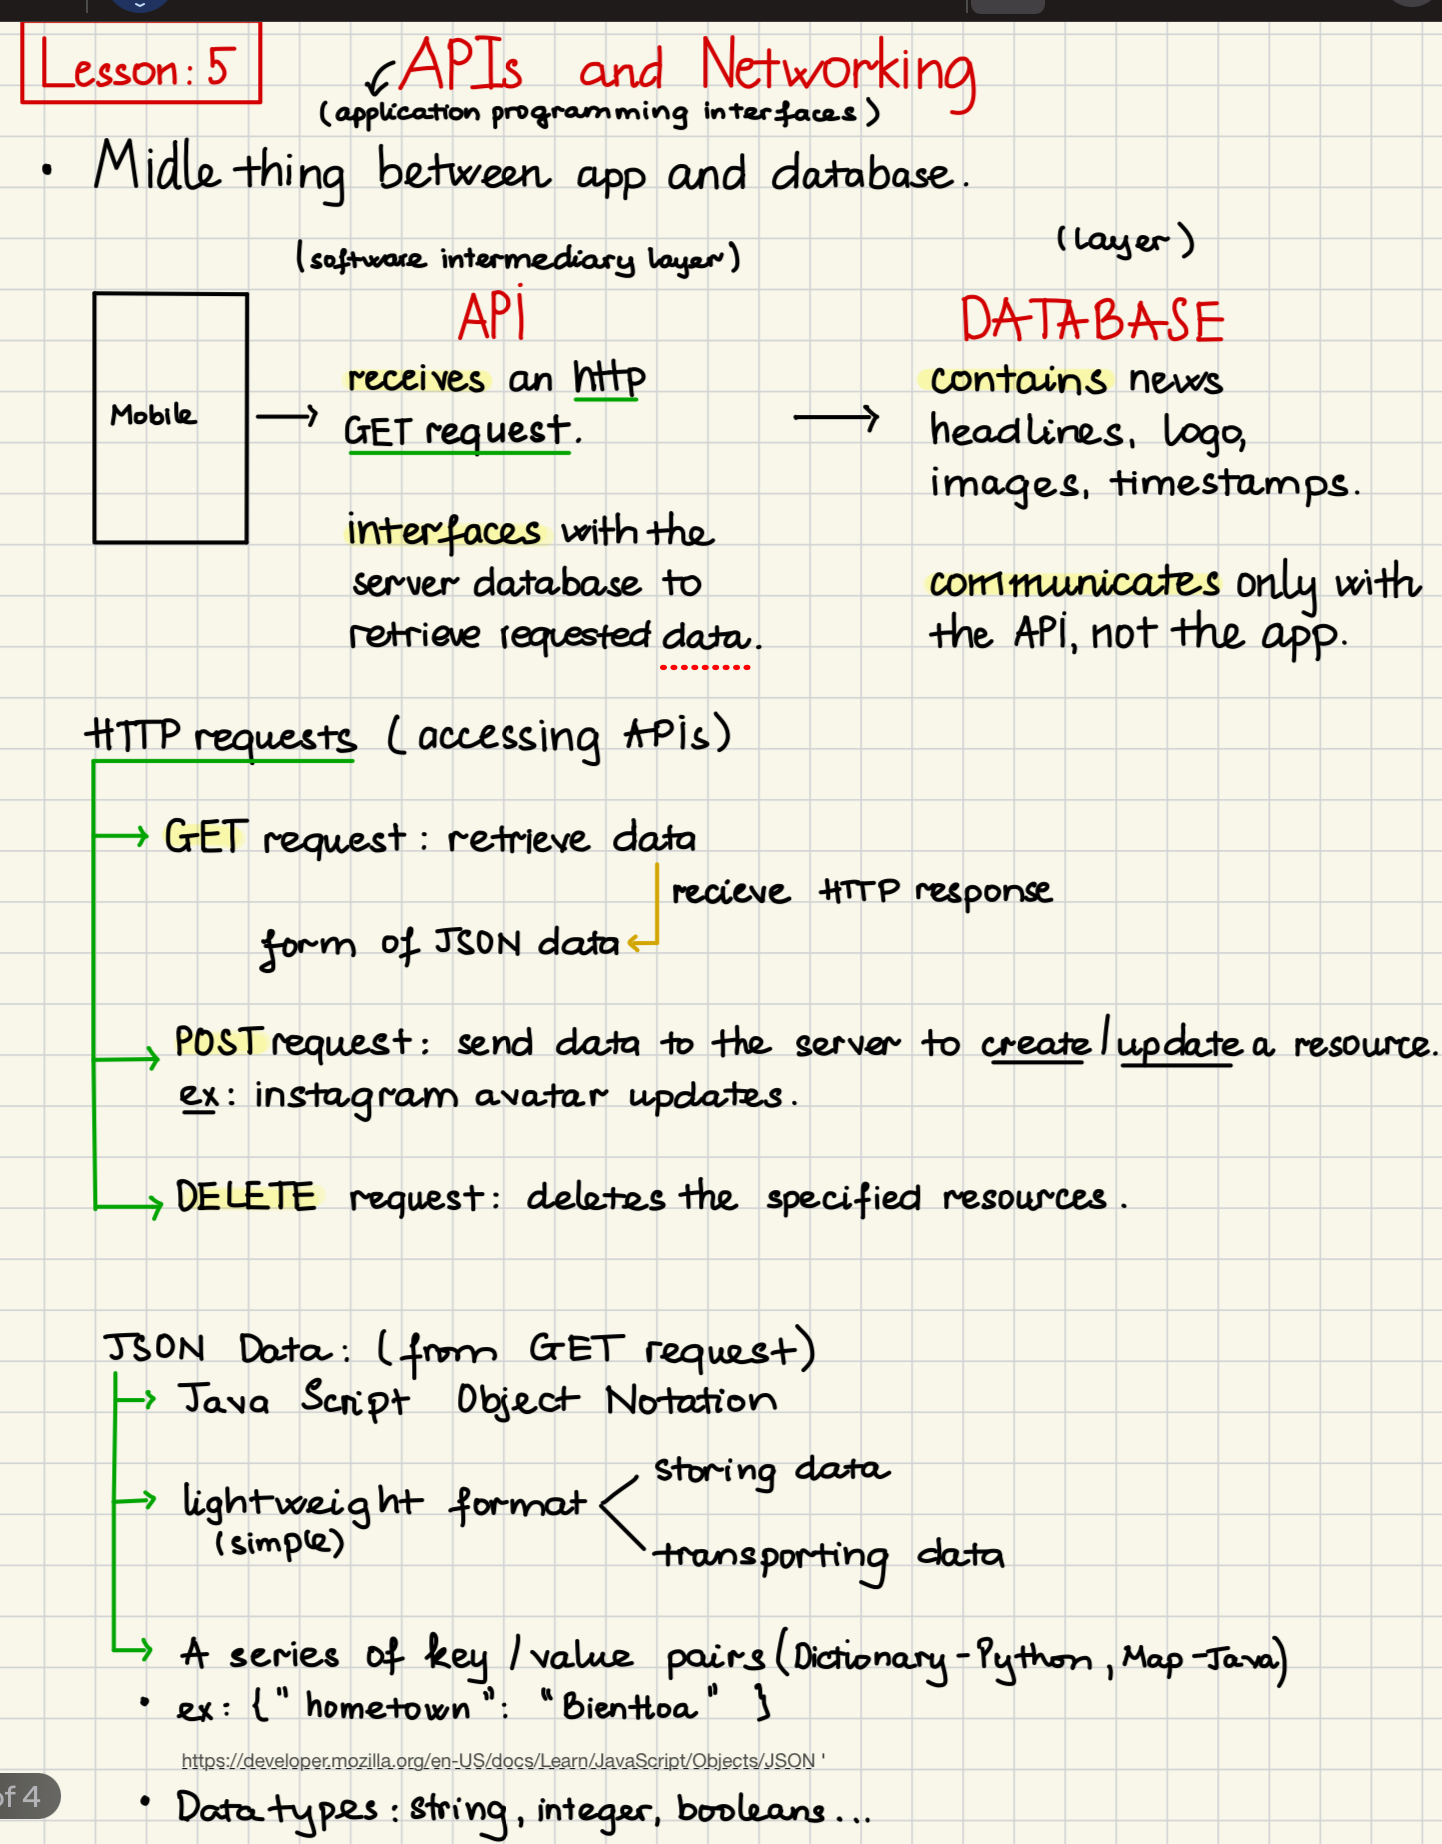 Lesson: 5
APIs and Networking
(application programming interfaces)
• Midle thing between app and database.
(software intermediary layer)
(layer)
API
DATABASE
Mobile
receives an http
GET request.
interfaces with the
server database to
retrieve requested data.
contains news
headlines, logo,
images, timestamps.
communicates only with
the API, not the app.
HTTP requests (accessing APIs)
GET request: retrieve data
recieve HTTP response
form of JSON data
POST request: send data to the server to create/update a resource.
ex: instagram avatar updates.
DELETE request: deletes the specified resources.
JSON Data: (from GET request)
Java Script Object Notation
storing data
lightweight format
(simple)
transporting data
A series of key/value pairs (Dictionary-Python, Map-Java)
• ex: {"hometown": "BienHoa" }
https://developer.mozilla.org/en-US/docs/Learn/JavaScript/Objects/JSON '
of 4
• Data types: string, integer, booleans...